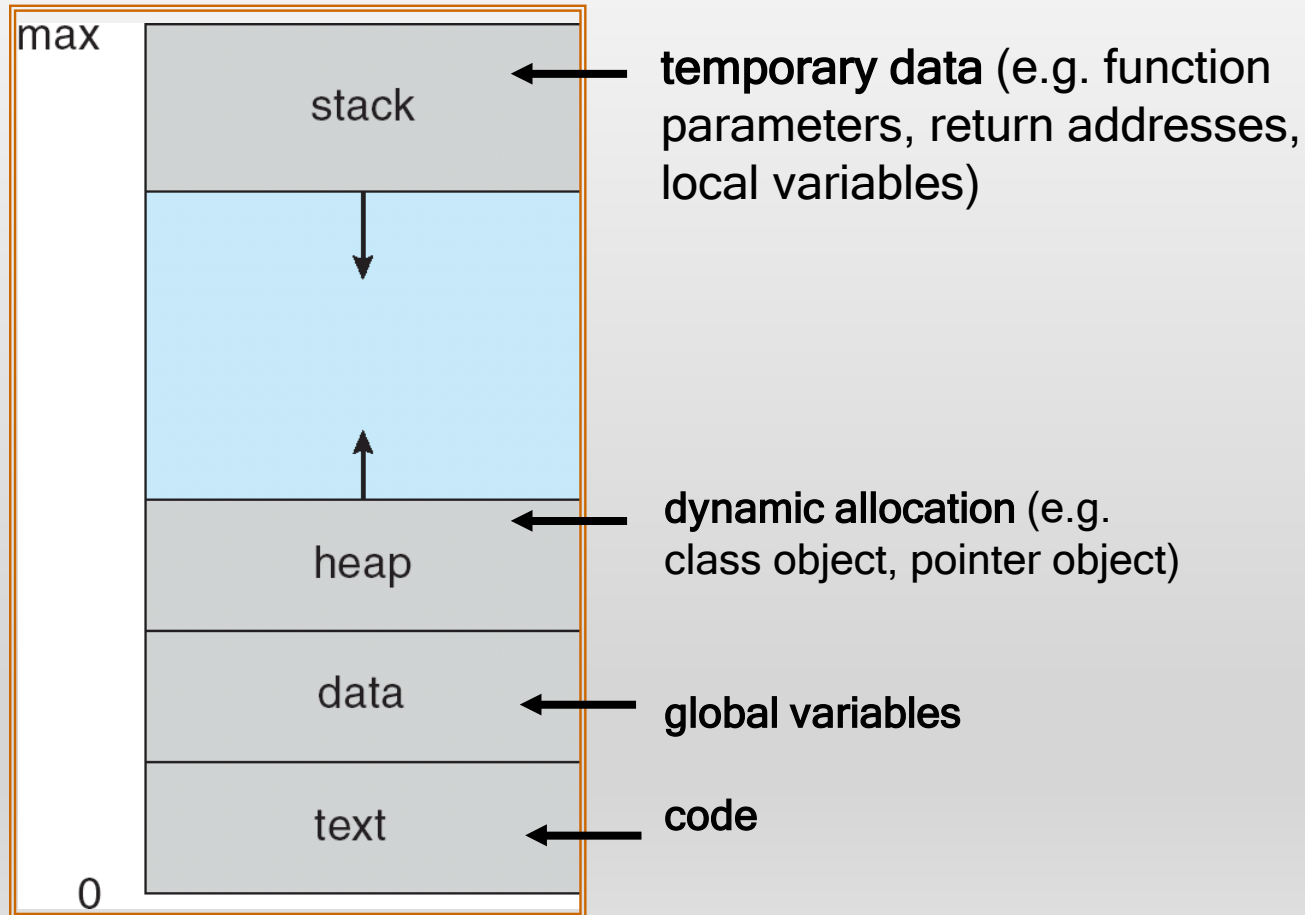 max
stack
temporary data (e.g. function
parameters, return addresses,
local variables)
heap
dynamic allocation (e.g.
class object, pointer object)
data
global variables
text
code
0